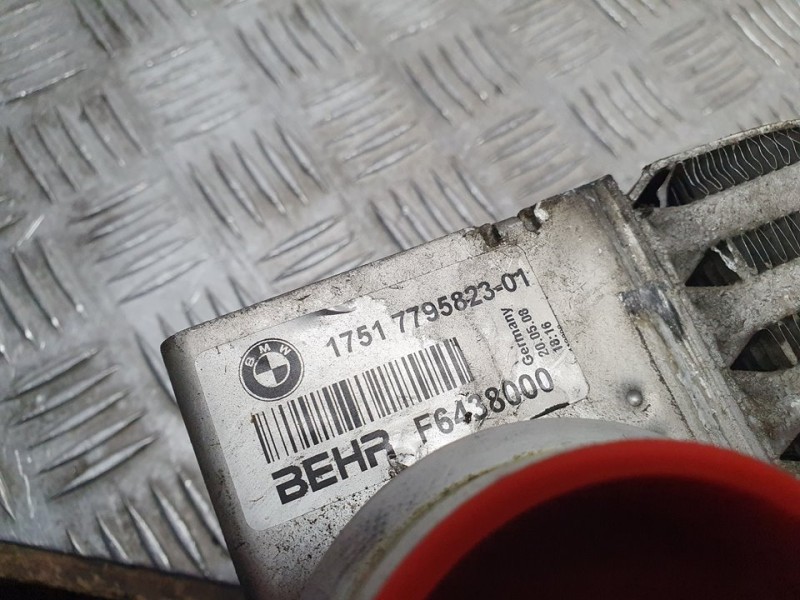 BMW
1751 7795823-01
Germany
20.05.08
18:16
BEHR F6438000